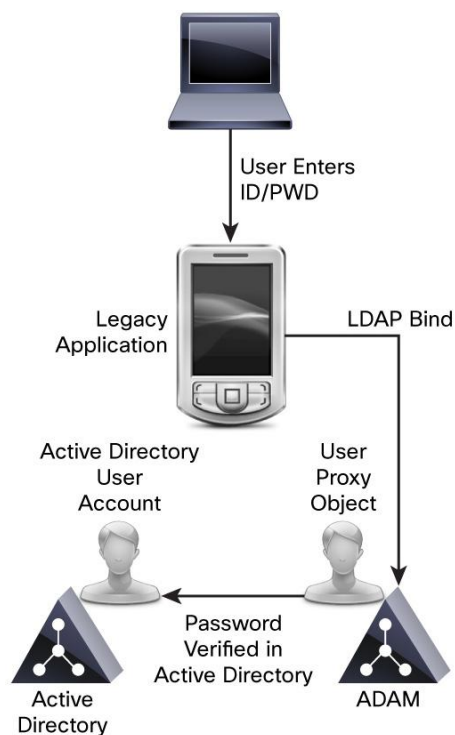 User Enters
ID/PWD
Legacy
Application
LDAP Bind
Active Directory
User
Account
User
Proxy
Object
Password
Verified in
Active Directory
Active
Directory
ADAM